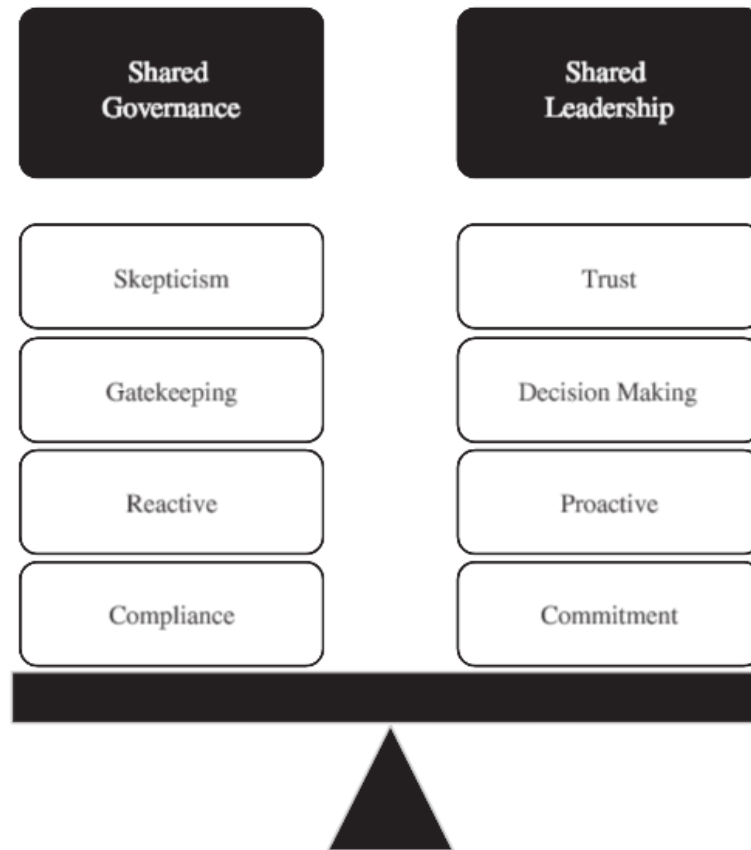 Shared
Governance
Shared
Leadership
Skepticism
Trust
Gatekeeping
Decision Making
Reactive
Proactive
Compliance
Commitment